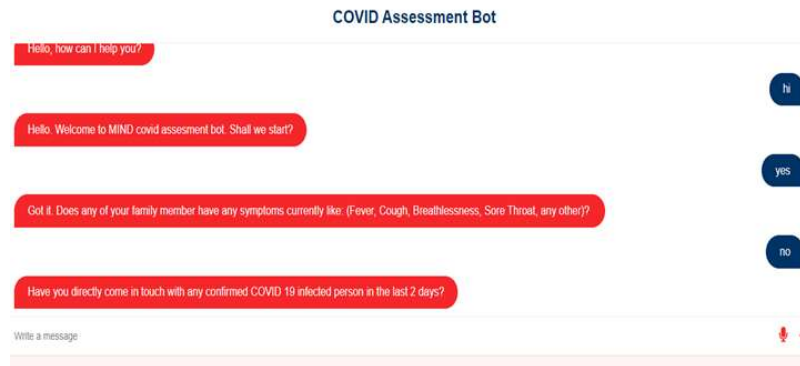 COVID Assessment Bot
Hello, how can I help you?
hi
Hello. Welcome to MIND covid assesment bot. Shall we start?
yes
Got it. Does any of your family member have any symptoms currently like: (Fever, Cough, Breathlessness, Sore Throat, any other)?
no
Have you directly come in touch with any confirmed COVID 19 infected person in the last 2 days?
Write a message